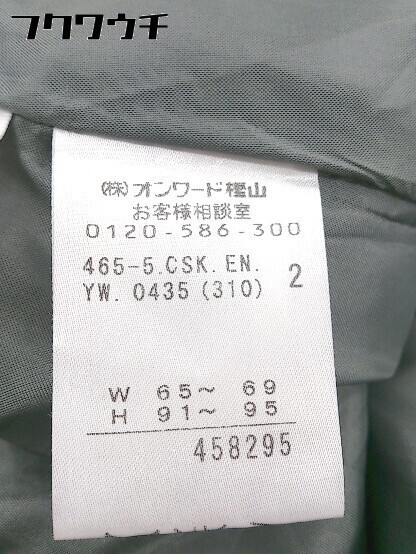 フクワウチ
(株)オンワード樫山
お客様相談室
0120-586-300
465-5.CSK.EN.
YW. 0435 (310) 2
W 65～ 69
H 91～ 95
458295